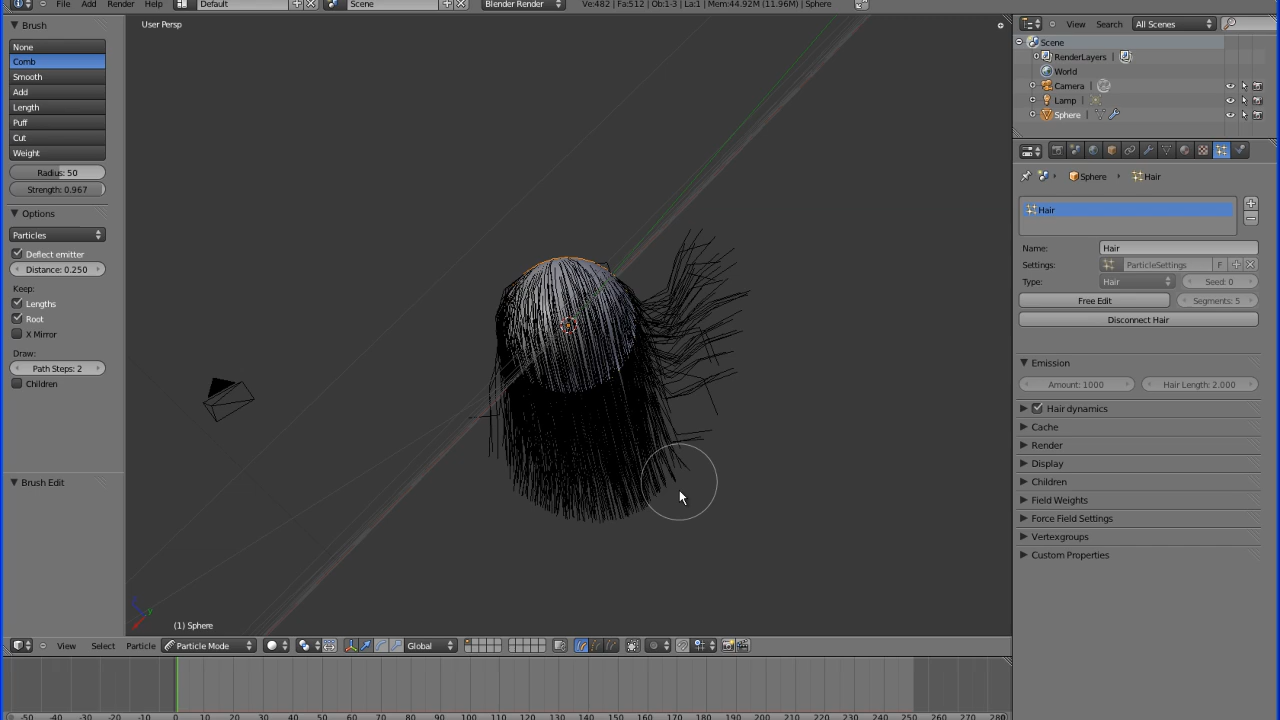 File Add Render Help Default Scene Blender Render Ve:482 | Fa:512 | Ob:1-3 | La:1 | Mem:44.92M (11.96M) | Sphere
Brush
None
Comb
Smooth
Add
Length
Puff
Cut
Weight
Radius: 50
Strength: 0.967
Options
Particles
Deflect emitter
Distance: 0.250
Keep:
Lengths
Root
X Mirror
Draw:
Path Steps: 2
Children
Brush Edit
User Persp
(1) Sphere
View Select Particle Particle Mode Global
-50 -40 -30 -20 -10 0 10 20 30 40 50 60 70 80 90 100 110 120 130 140 150 160 170 180 190 200 210 220 230 240 250 260 270 280
View Search All Scenes
Scene
RenderLayers |
World
Camera |
Lamp |
Sphere |
Sphere Hair
Hair
Name: Hair
Settings: ParticleSettings F
Type: Hair Seed: 0
Free Edit Segments: 5
Disconnect Hair
Emission
Amount: 1000 Hair Length: 2.000
Hair dynamics
Cache
Render
Display
Children
Field Weights
Force Field Settings
Vertexgroups
Custom Properties